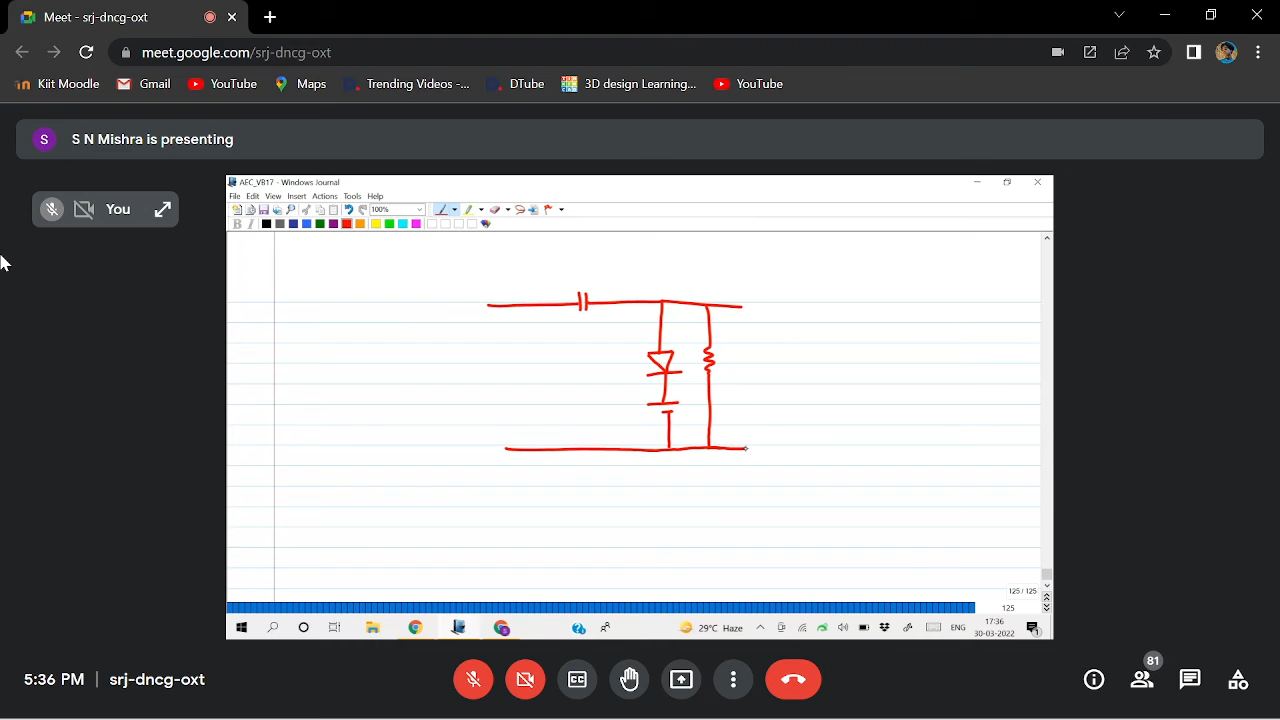 Meet - srj-dncg-oxt
meet.google.com/srj-dncg-oxt
Kiit Moodle Gmail YouTube Maps Trending Videos -... DTube 3D design Learning... YouTube
S S N Mishra is presenting
You
AEC_VB17 - Windows Journal
File Edit View Insert Actions Tools Help
100%
B I
125 / 125
125
29°C Haze ENG 17:36
30-03-2022 1
5:36 PM | srj-dncg-oxt
CC
81